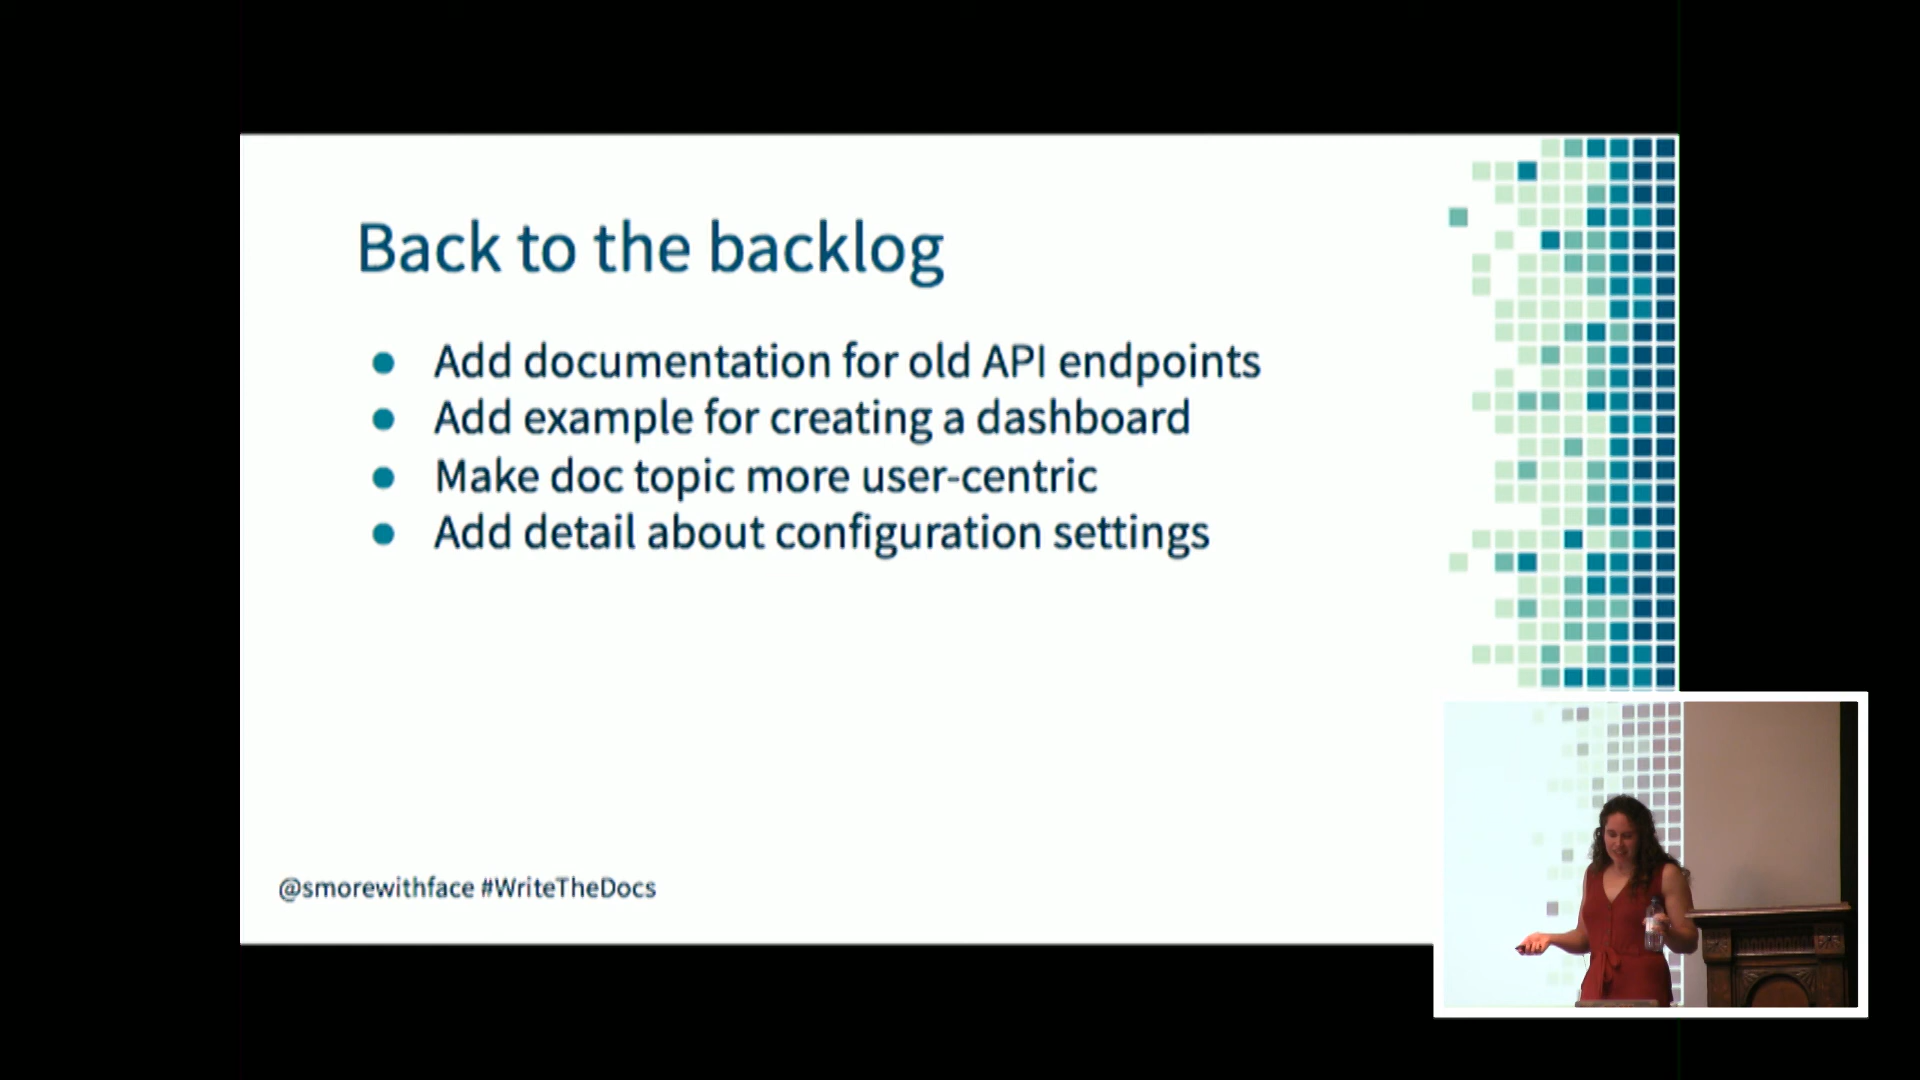 Back to the backlog
Add documentation for old API endpoints
Add example for creating a dashboard
Make doc topic more user-centric
Add detail about configuration settings
@smorewithface #WriteTheDocs